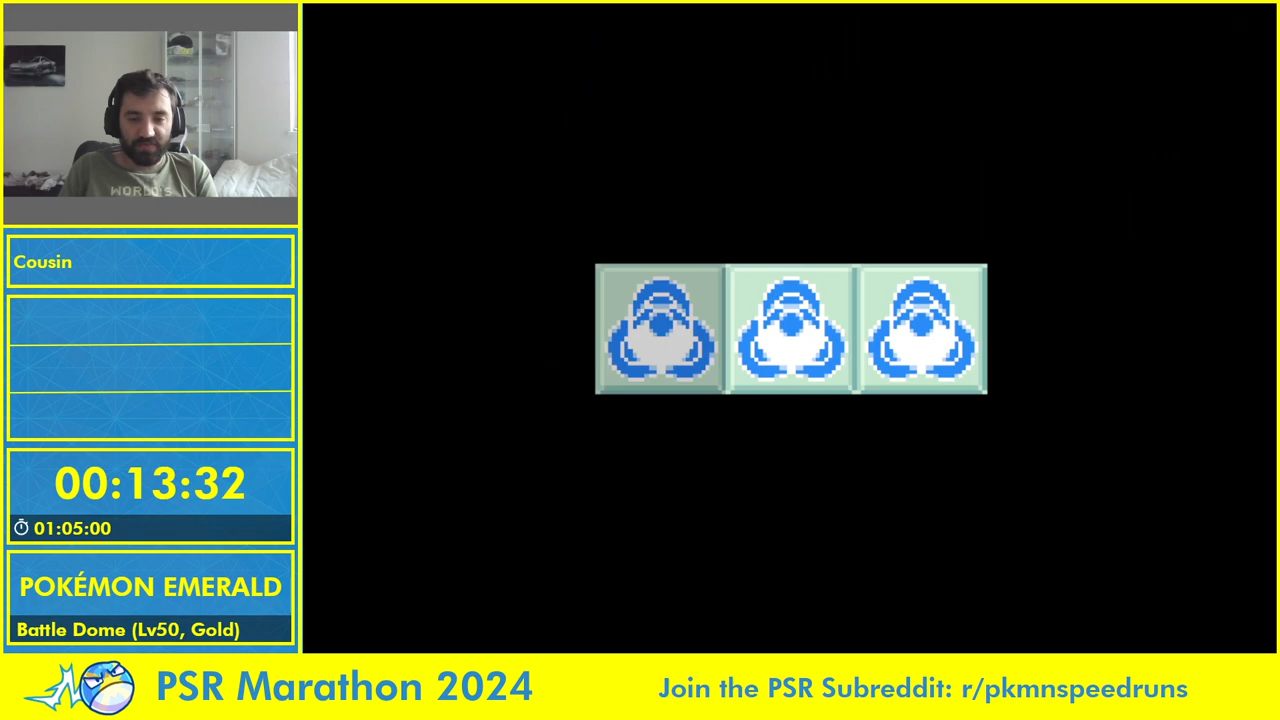 WORLD'S
Cousin
00:13:32
01:05:00
POKÉMON EMERALD
Battle Dome (Lv50, Gold)
PSR Marathon 2024
Join the PSR Subreddit: r/pkmnspeedruns